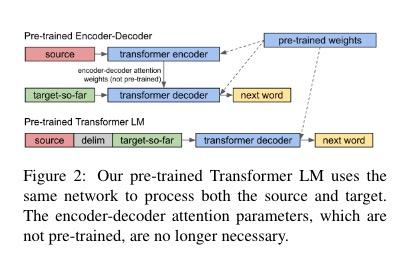 Pre-trained Encoder-Decoder
pre-trained weights
source
transformer encoder
encoder-decoder attention
weights (not pre-trained)
target-so-far
transformer decoder
next word
Pre-trained Transformer LM
source
delim
target-so-far
transformer decoder
next word
Figure 2: Our pre-trained Transformer LM uses the
same network to process both the source and target.
The encoder-decoder attention parameters, which are
not pre-trained, are no longer necessary.